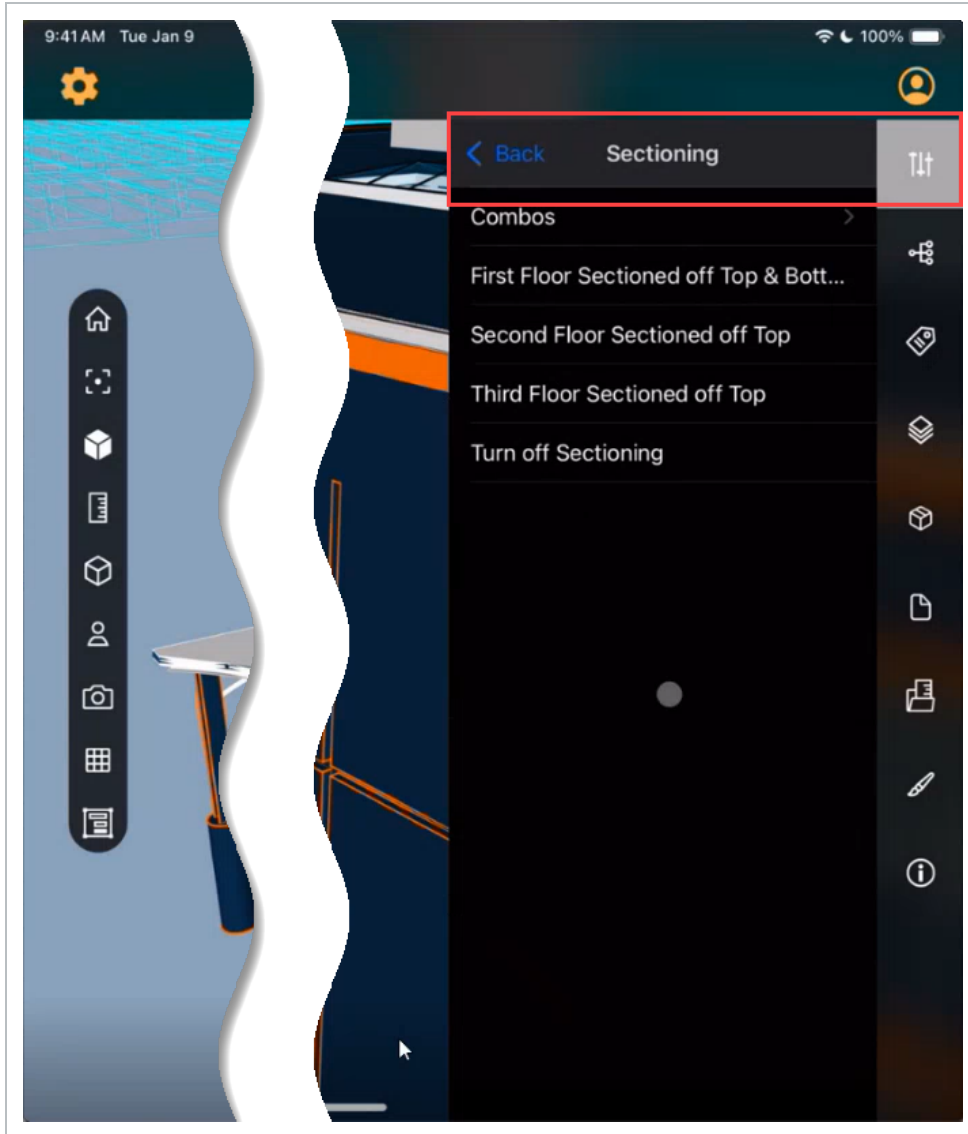 9:41 AM Tue Jan 9
100%
Back
Sectioning
Combos
First Floor Sectioned off Top & Bott...
Second Floor Sectioned off Top
Third Floor Sectioned off Top
Turn off Sectioning